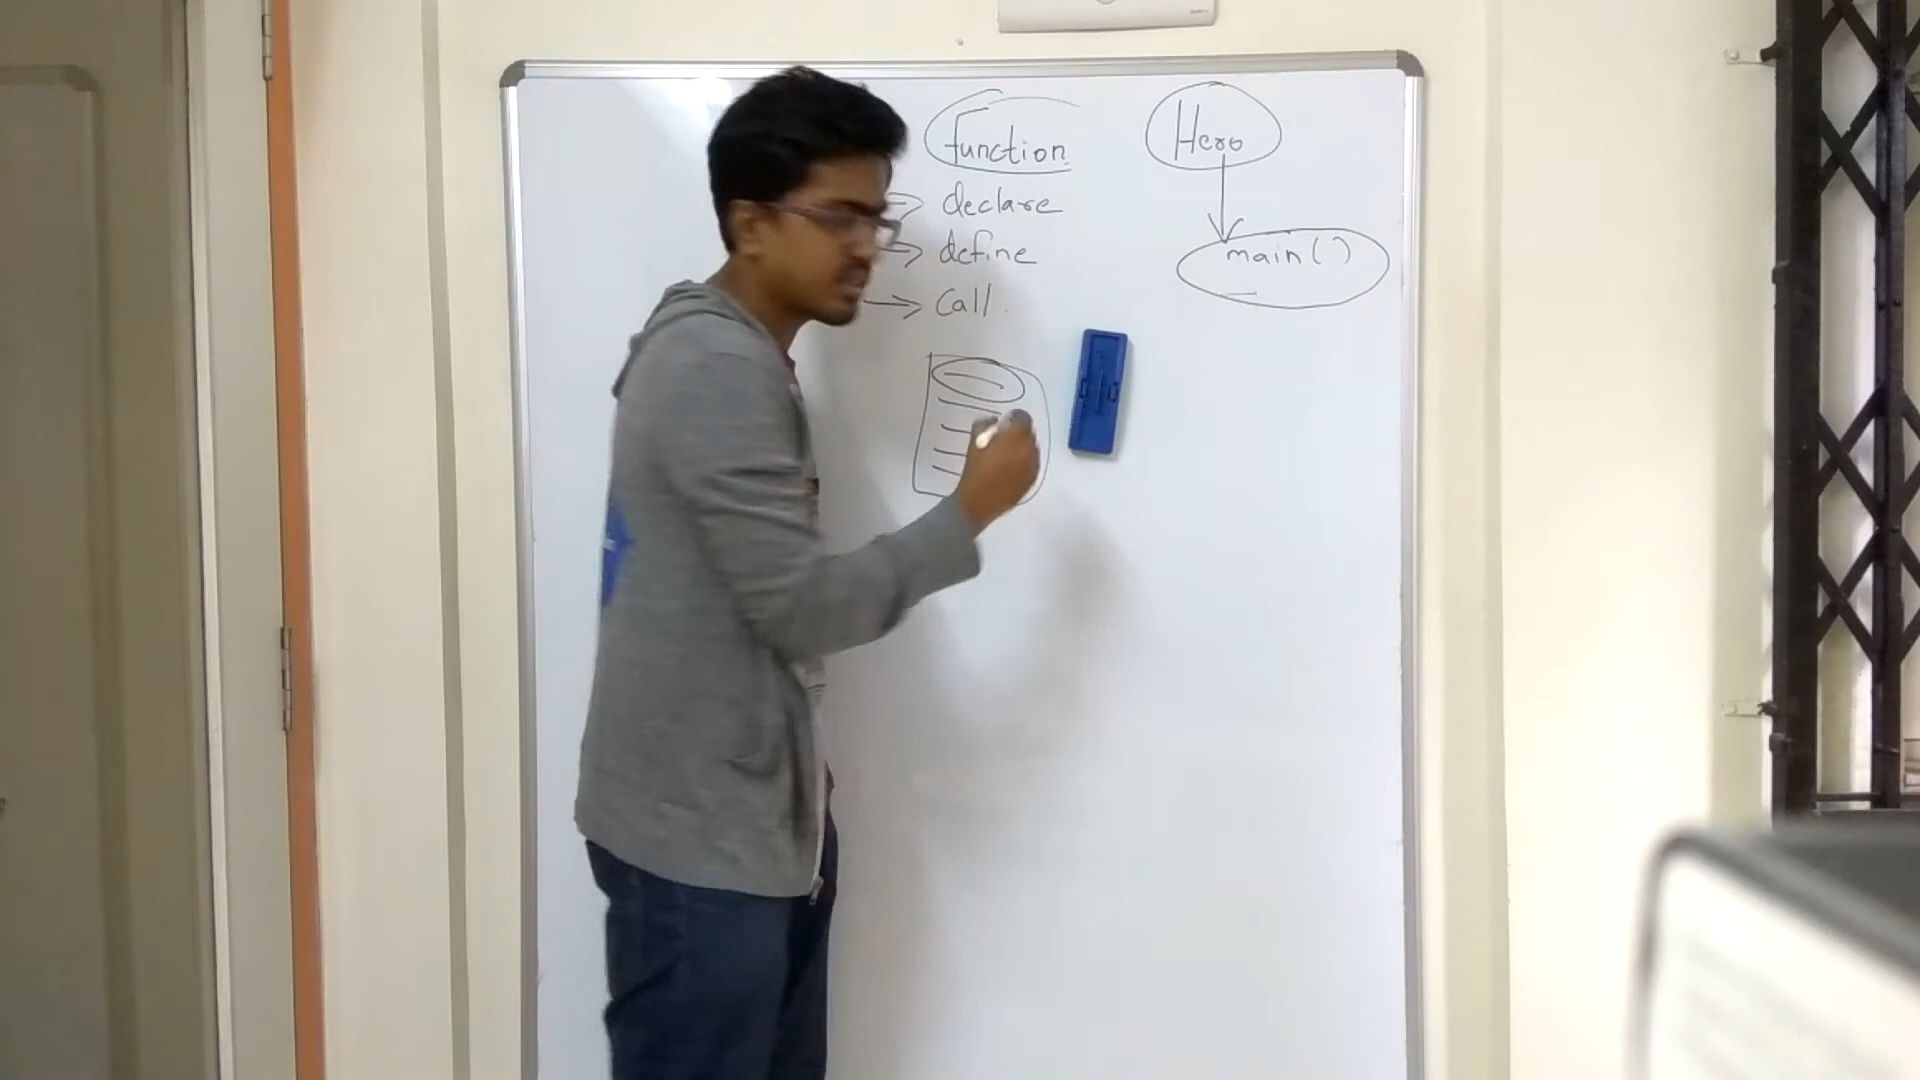 Function
declare
define
call
Hero
main()